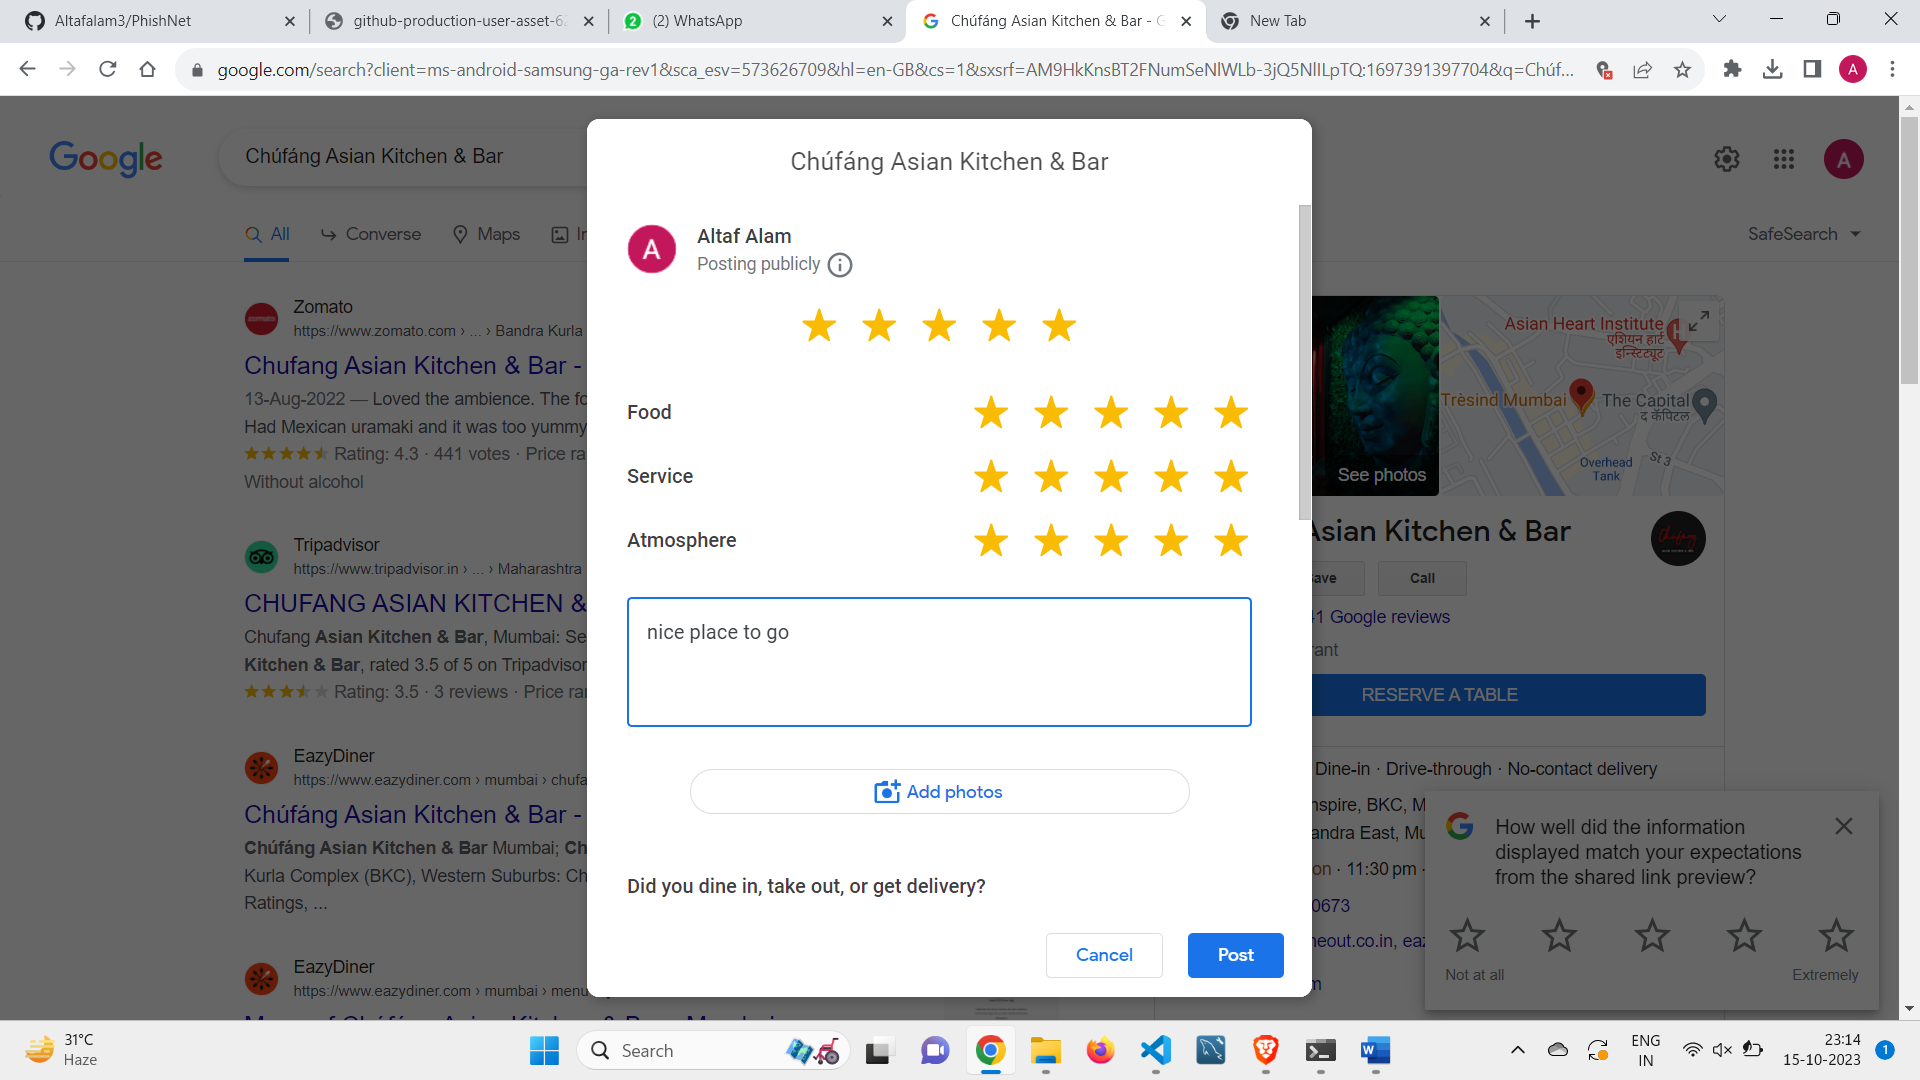 Altafalam3/PhishNet
github-production-user-asset-62
(2) WhatsApp
Chúfáng Asian Kitchen & Bar - G
New Tab
google.com/search?client=ms-android-samsung-ga-rev1&sca_esv=573626709&hl=en-GB&cs=1&sxsrf=AM9HkKnsBT2FNumSeNlWLb-3jQ5NlILpTQ:1697391397704&q=Chúf...
A
Google
Chúfáng Asian Kitchen & Bar
A
All
Converse
Maps
SafeSearch
Zomato
https://www.zomato.com › ... › Bandra Kurla
Chufang Asian Kitchen & Bar -
13-Aug-2022 — Loved the ambience. The fo
Had Mexican uramaki and it was too yummy
Rating: 4.3 · 441 votes · Price ra
Without alcohol
Tripadvisor
https://www.tripadvisor.in › ... › Maharashtra
CHUFANG ASIAN KITCHEN &
Chufang Asian Kitchen & Bar, Mumbai: Se
Kitchen & Bar, rated 3.5 of 5 on Tripadvisor
Rating: 3.5 · 3 reviews · Price ra
EazyDiner
https://www.eazydiner.com › mumbai › chufa
Chúfáng Asian Kitchen & Bar -
Chúfáng Asian Kitchen & Bar Mumbai; Ch
Kurla Complex (BKC), Western Suburbs: Ch
Ratings, ...
EazyDiner
https://www.eazydiner.com › mumbai › menu
Chúfáng Asian Kitchen & Bar
A
Altaf Alam
Posting publicly
Food
Service
Atmosphere
nice place to go
Add photos
Did you dine in, take out, or get delivery?
Cancel
Post
See photos
Asian Heart Institute
एशियन हार्ट
इन्स्टिट्यूट
Trèsind Mumbai
The Capital
द कॅपिटल
Overhead
Tank
St 3
Asian Kitchen & Bar
Chúfáng
ave
Call
1 Google reviews
rant
RESERVE A TABLE
Dine-in · Drive-through · No-contact delivery
nspire, BKC, M
andra East, Mu
on · 11:30 pm ·
0673
neout.co.in, eaz
m
How well did the information
displayed match your expectations
from the shared link preview?
Not at all
Extremely
31°C
Haze
Search
ENG
IN
23:14
15-10-2023
1